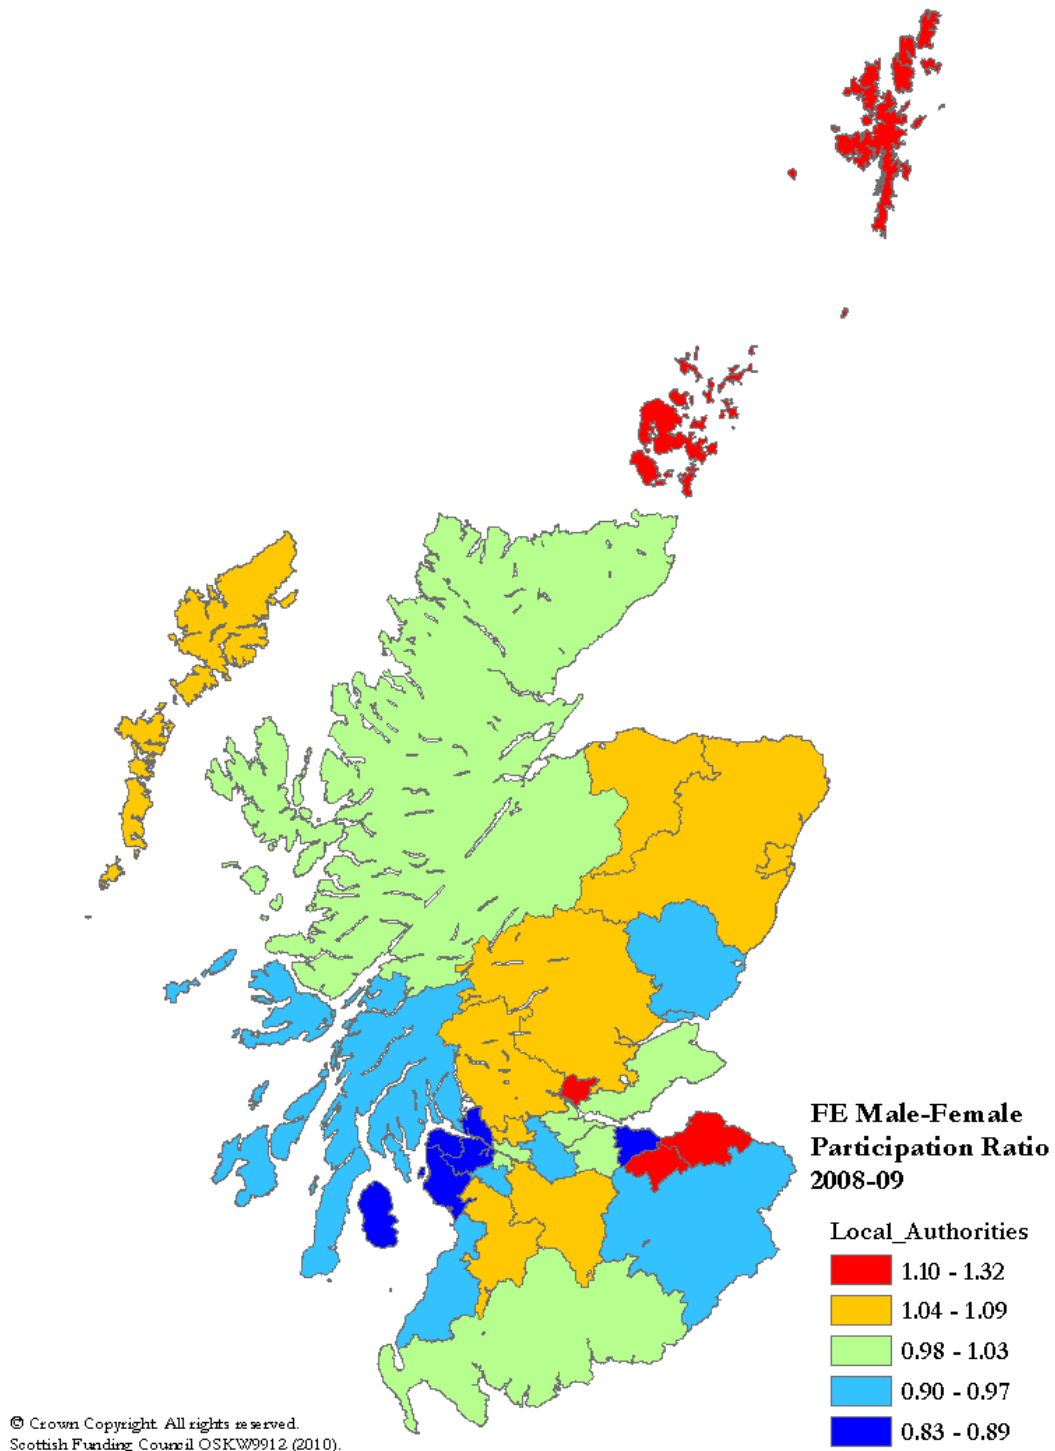 FE Male-Female
Participation Ratio
2008-09
Local_Authorities
1.10 - 1.32
1.04 - 1.09
0.98 - 1.03
0.90 - 0.97
0.83 - 0.89
© Crown Copyright. All rights reserved.
Scottish Funding Council OSKW9912 (2010).